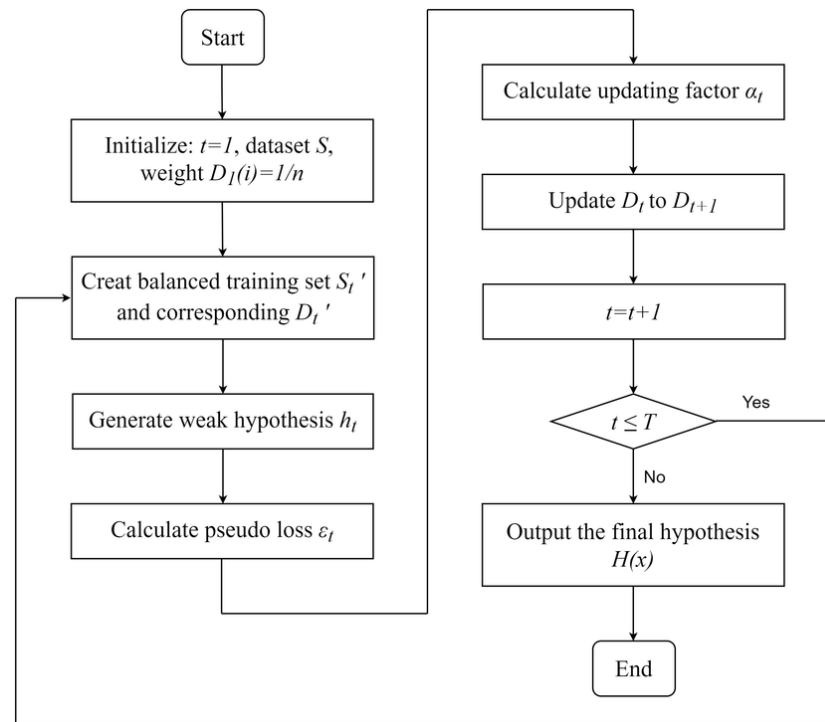 Start
Initialize: t=1, dataset S,
weight D₁(i)=1/n
Creat balanced training set Sₜ'
and corresponding Dₜ'
Generate weak hypothesis hₜ
Calculate pseudo loss εₜ
Calculate updating factor αₜ
Update Dₜ to Dₜ₊₁
t=t+1
t ≤ T
Yes
No
Output the final hypothesis
H(x)
End